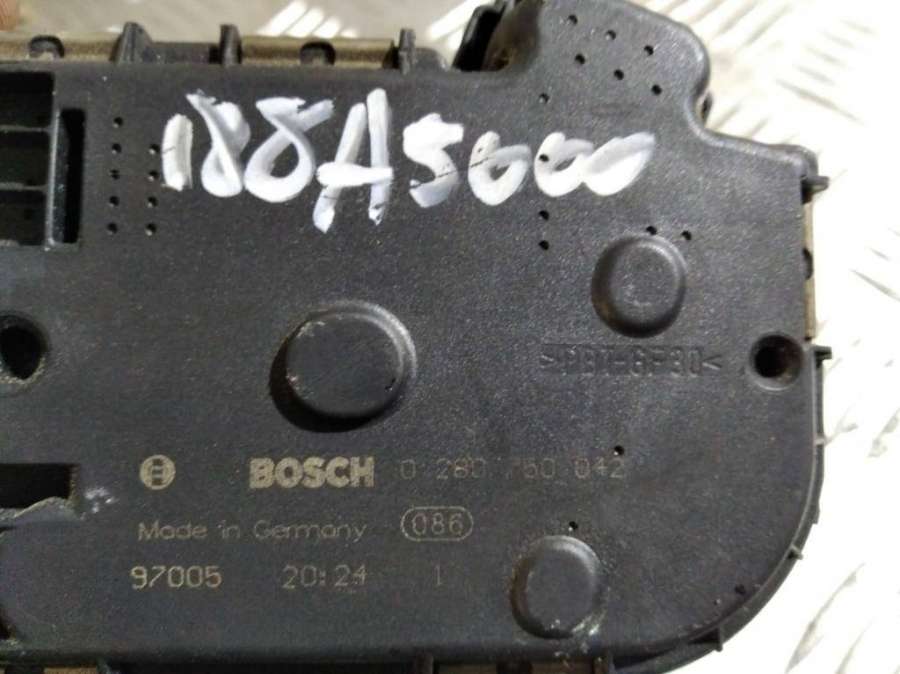 188A5000
>PBT-GF30<
BOSCH 0 280 750 042
Made in Germany 086
97005 20:24 1